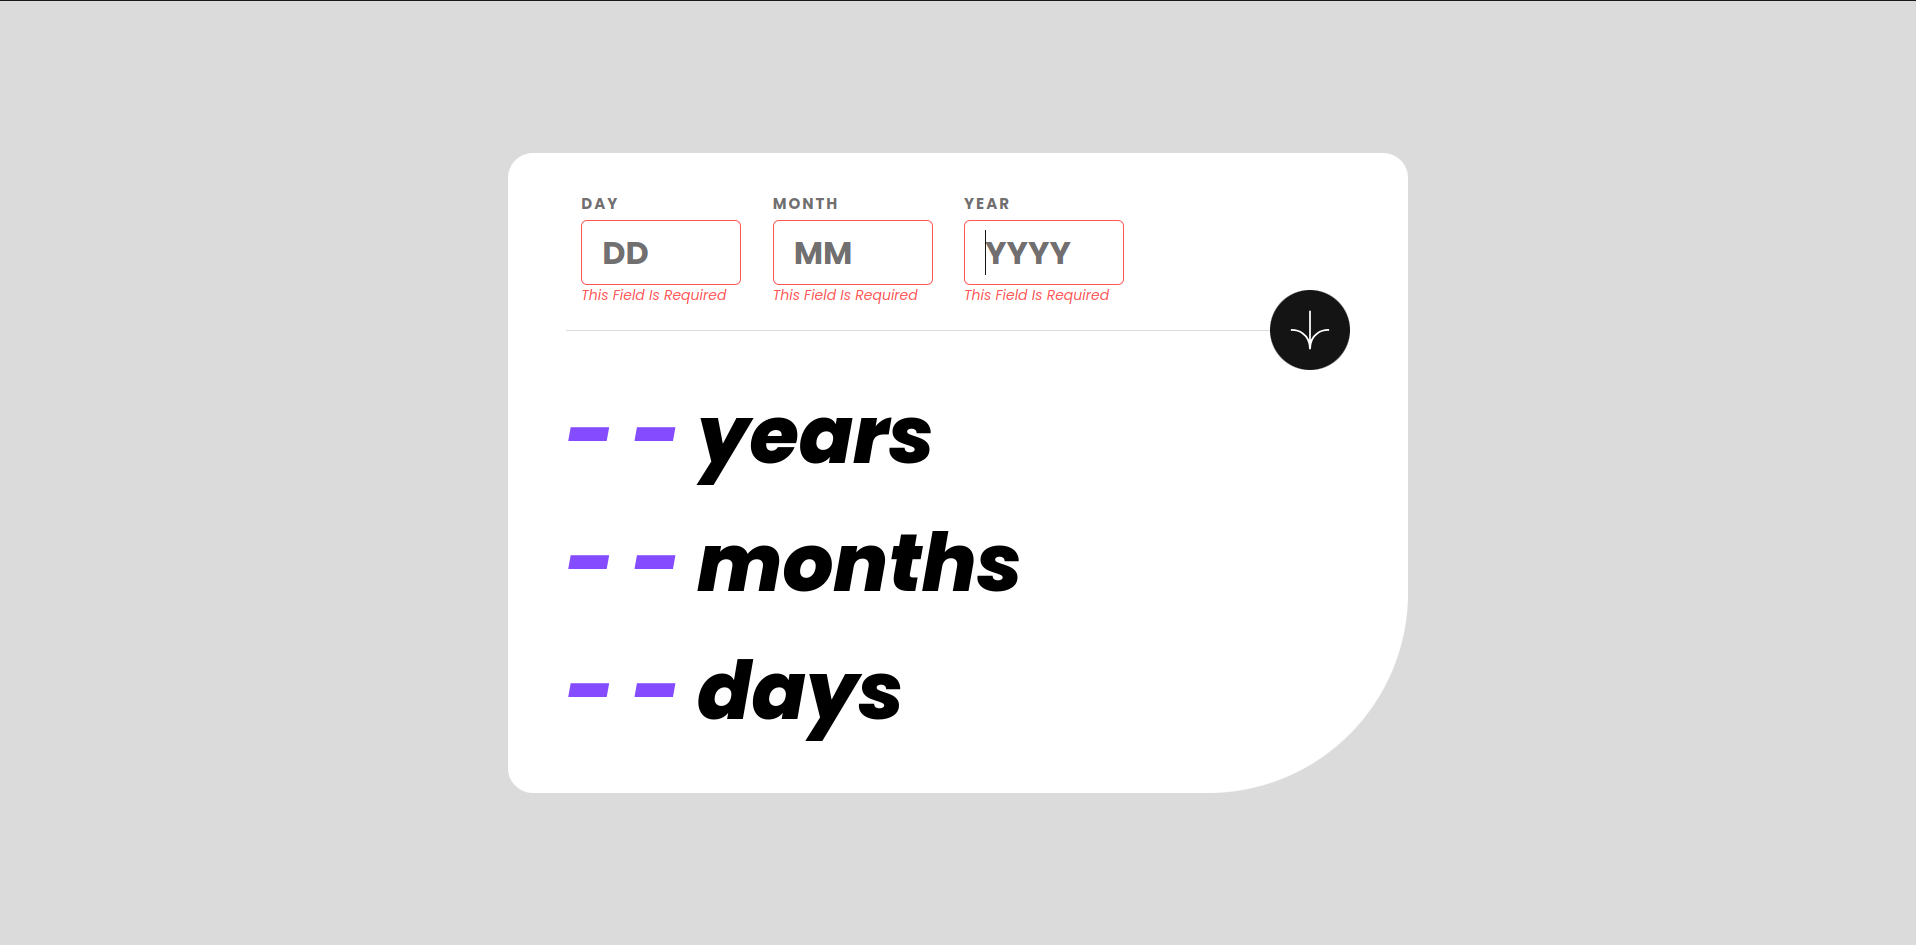 DAY MONTH YEAR
DD MM YYYY
This Field Is Required This Field Is Required This Field Is Required
- - years
- - months
- - days